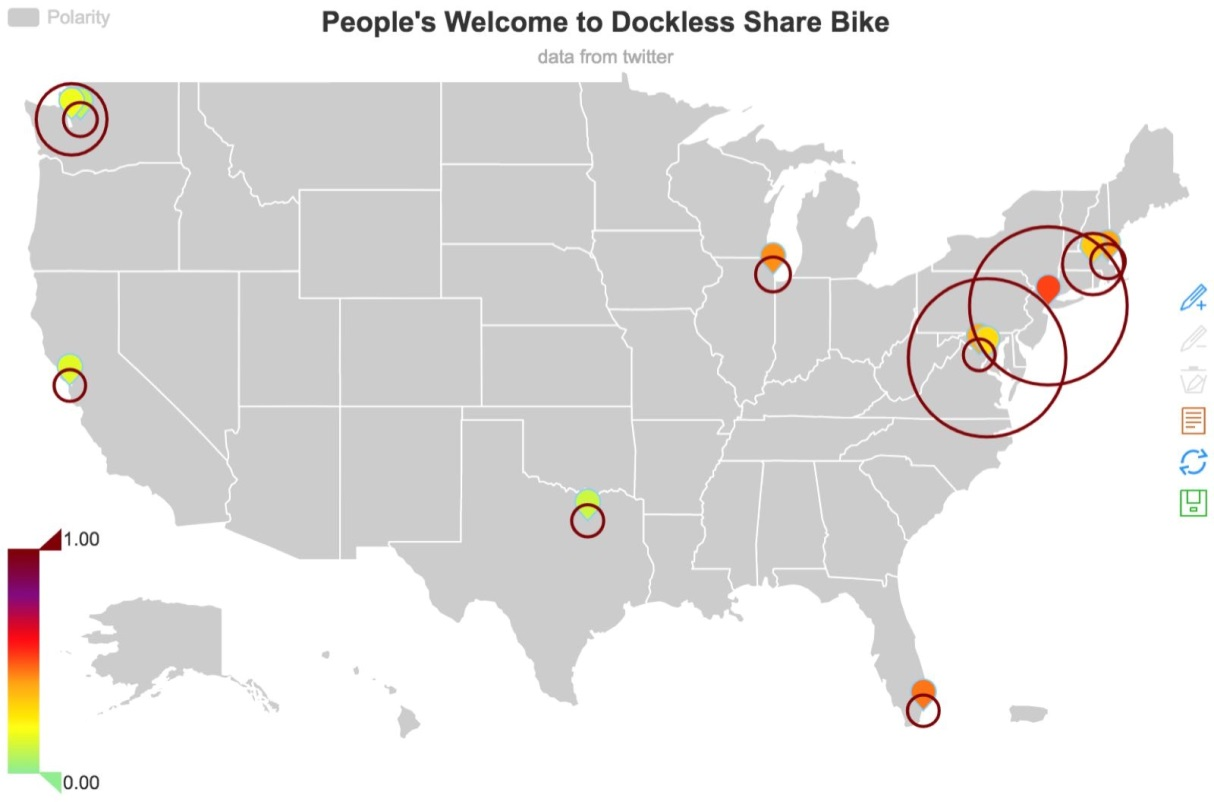 Polarity
People's Welcome to Dockless Share Bike
data from twitter
1.00
0.00